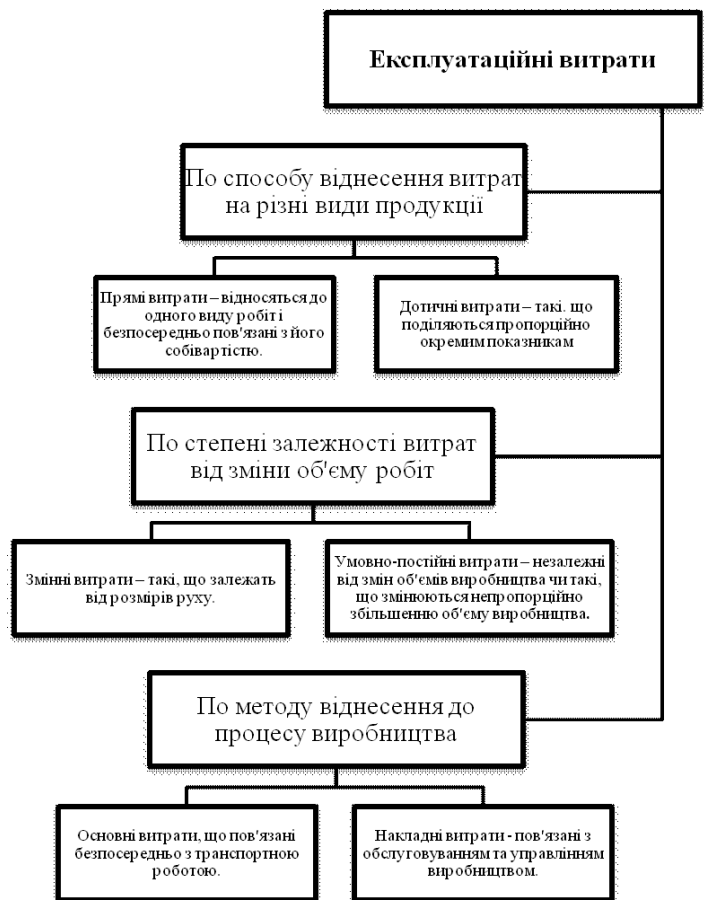 Експлуатаційні витрати
По способу віднесення витрат
на різні види продукції
Прямі витрати – відносяться до
одного виду робіт і
безпосередньо пов'язані з його
собівартістю.
Дотичні витрати – такі. що
поділяються пропорційно
окремим показникам
По степені залежності витрат
від зміни об'єму робіт
Змінні витрати – такі, що залежать
від розмірів руху.
Умовно-постійні витрати – незалежні
від змін об'ємів виробництва чи такі,
що змінюються непропорційно
збільшенню об'єму виробництва.
По методу віднесення до
процесу виробництва
Основні витрати, що пов'язані
безпосередньо з транспортною
роботою.
Накладні витрати - пов'язані з
обслуговуванням та управлінням
виробництвом.